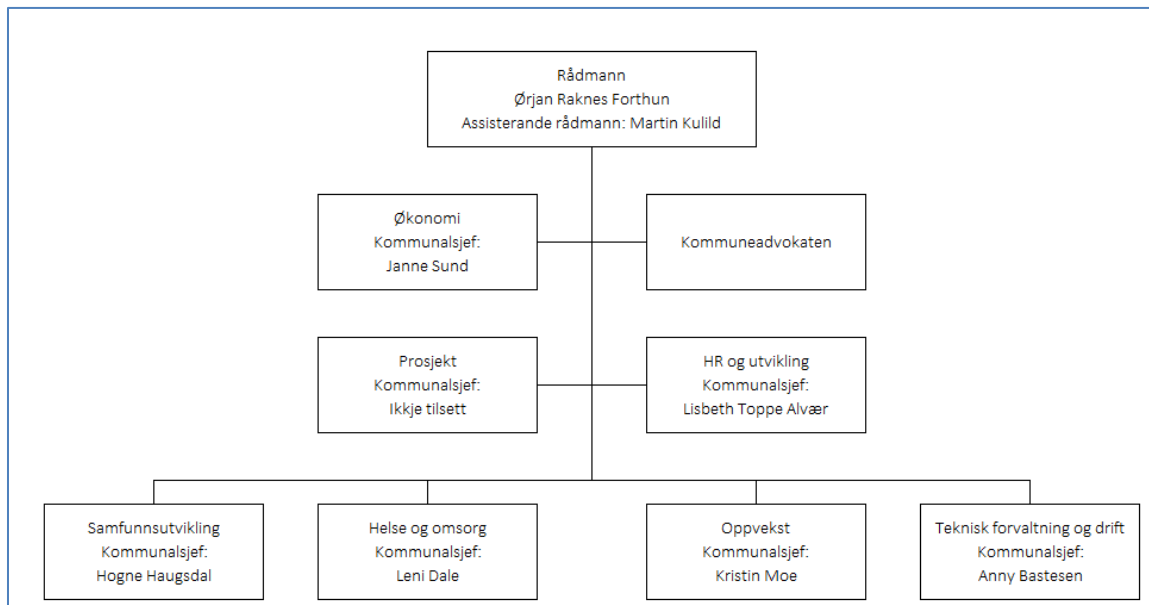 Rådmann
Ørjan Raknes Forthun
Assisterande rådmann: Martin Kulild
Økonomi
Kommunalsjef:
Janne Sund
Kommuneadvokaten
Prosjekt
Kommunalsjef:
Ikkje tilsett
HR og utvikling
Kommunalsjef:
Lisbeth Toppe Alvær
Samfunnsutvikling
Kommunalsjef:
Hogne Haugsdal
Helse og omsorg
Kommunalsjef:
Leni Dale
Oppvekst
Kommunalsjef:
Kristin Moe
Teknisk forvaltning og drift
Kommunalsjef:
Anny Bastesen